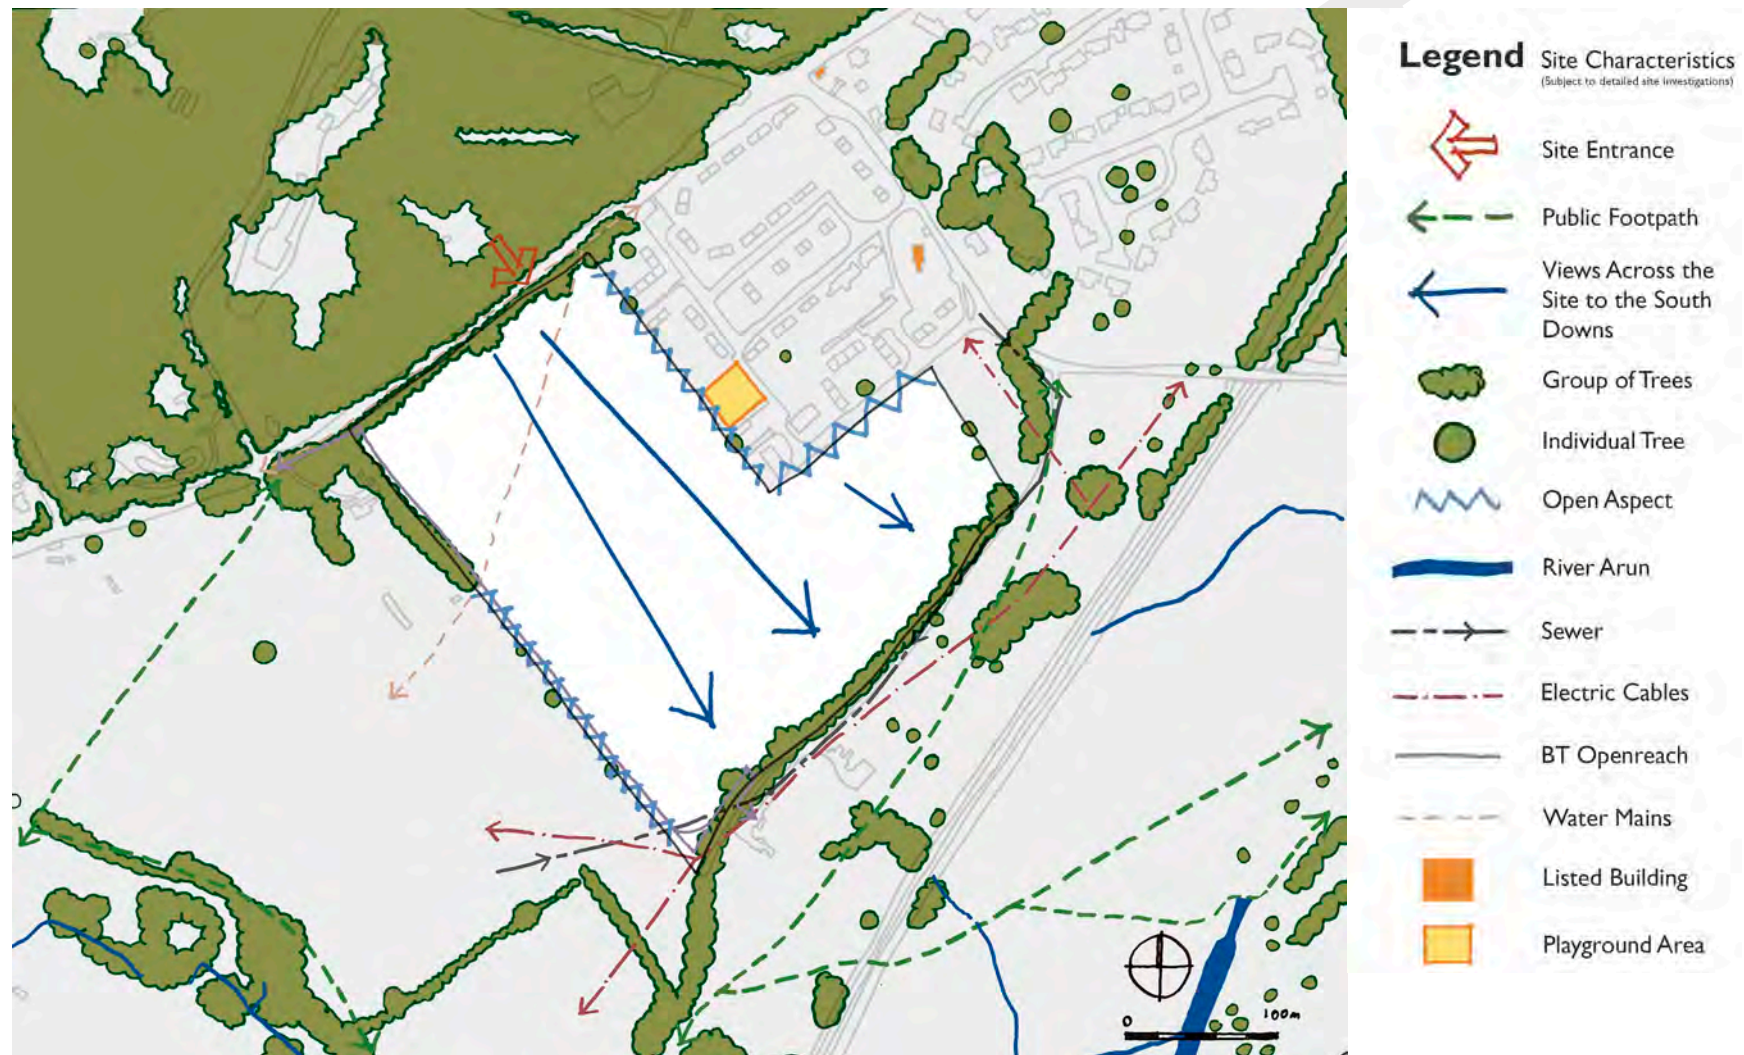 Legend Site Characteristics
(Subject to detailed site investigations)
Site Entrance
Public Footpath
Views Across the
Site to the South
Downs
Group of Trees
Individual Tree
Open Aspect
River Arun
Sewer
Electric Cables
BT Openreach
Water Mains
Listed Building
Playground Area
0 100m